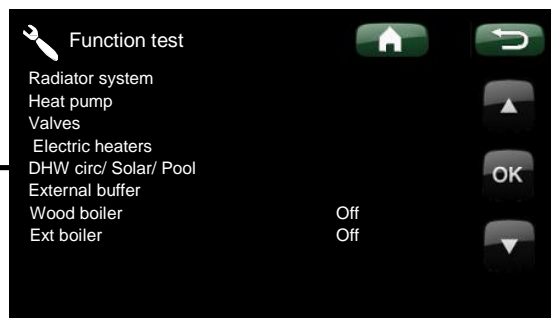 Function test
Radiator system
Heat pump
Valves
Electric heaters
DHW circ/ Solar/ Pool
OK
External buffer
Wood boiler Off
Ext boiler Off